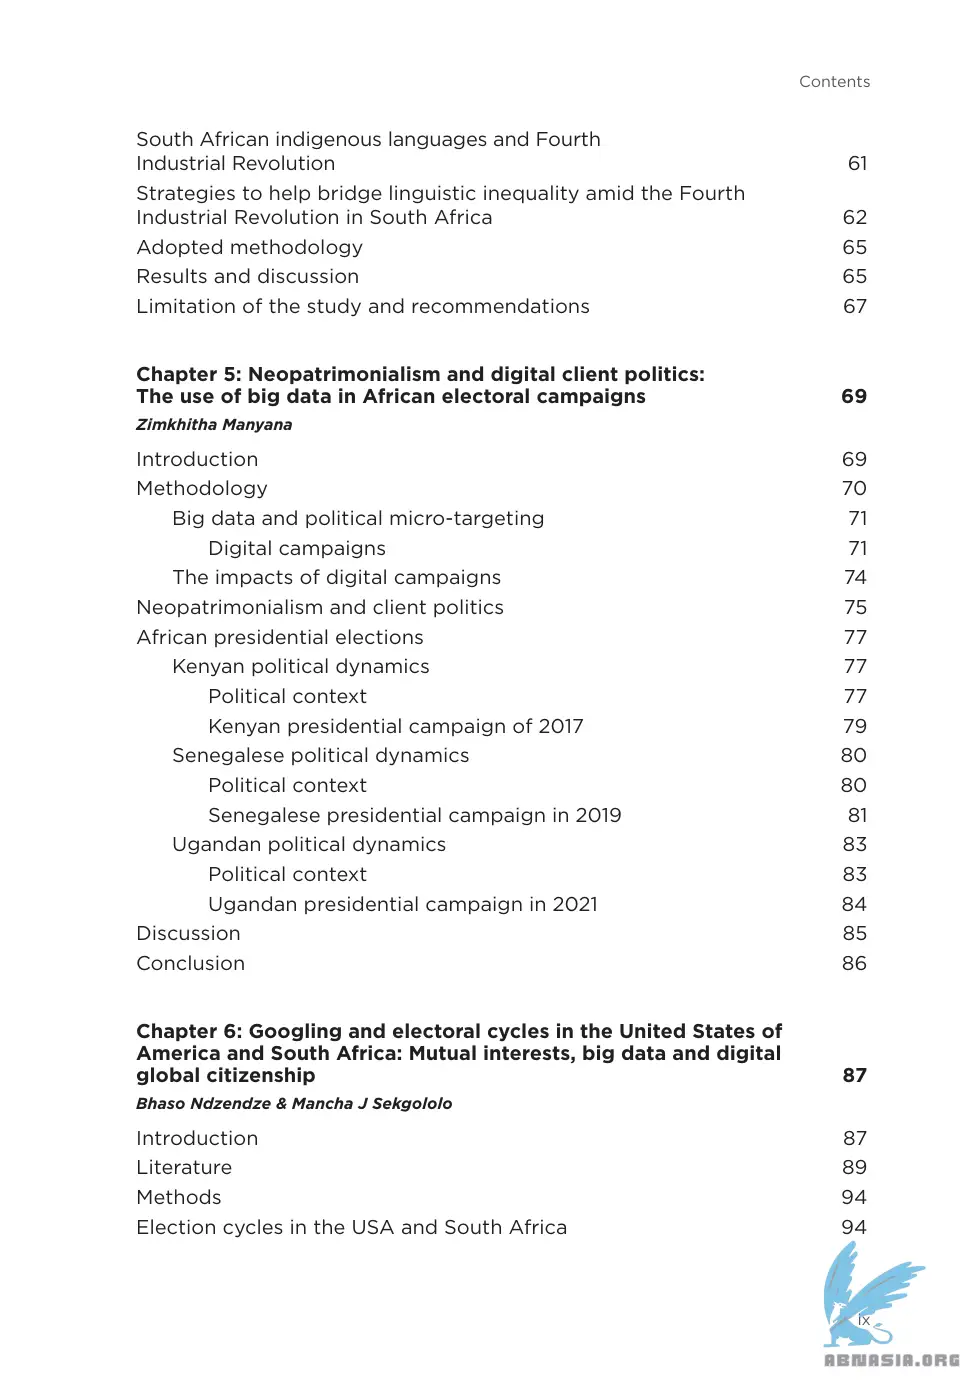 Contents
South African indigenous languages and Fourth
Industrial Revolution 61
Strategies to help bridge linguistic inequality amid the Fourth
Industrial Revolution in South Africa 62
Adopted methodology 65
Results and discussion 65
Limitation of the study and recommendations 67
Chapter 5: Neopatrimonialism and digital client politics:
The use of big data in African electoral campaigns 69
Zimkhitha Manyana
Introduction 69
Methodology 70
Big data and political micro-targeting 71
Digital campaigns 71
The impacts of digital campaigns 74
Neopatrimonialism and client politics 75
African presidential elections 77
Kenyan political dynamics 77
Political context 77
Kenyan presidential campaign of 2017 79
Senegalese political dynamics 80
Political context 80
Senegalese presidential campaign in 2019 81
Ugandan political dynamics 83
Political context 83
Ugandan presidential campaign in 2021 84
Discussion 85
Conclusion 86
Chapter 6: Googling and electoral cycles in the United States of
America and South Africa: Mutual interests, big data and digital
global citizenship 87
Bhaso Ndzendze & Mancha J Sekgololo
Introduction 87
Literature 89
Methods 94
Election cycles in the USA and South Africa 94
ix
ABNASIA.ORG